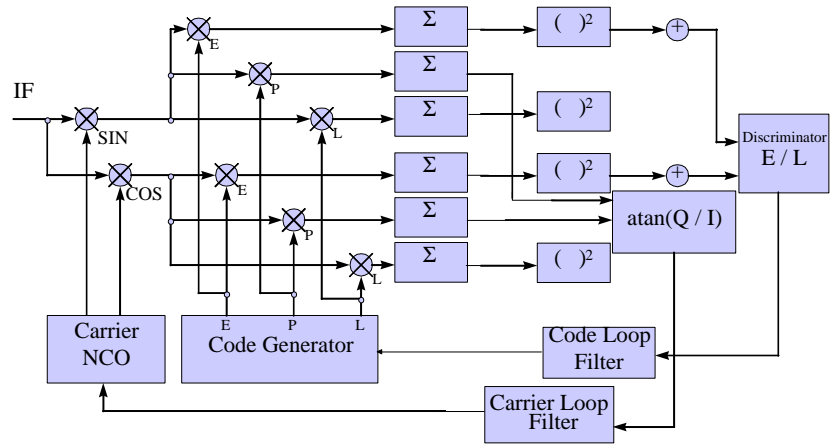 Σ
( )²
+
E
Σ
P
IF
Σ
( )²
SIN
L
Discriminator
E / L
Σ
( )²
+
E
COS
Σ
atan(Q / I)
P
Σ
( )²
L
E P L
Carrier
NCO
Code Generator
Code Loop
Filter
Carrier Loop
Filter